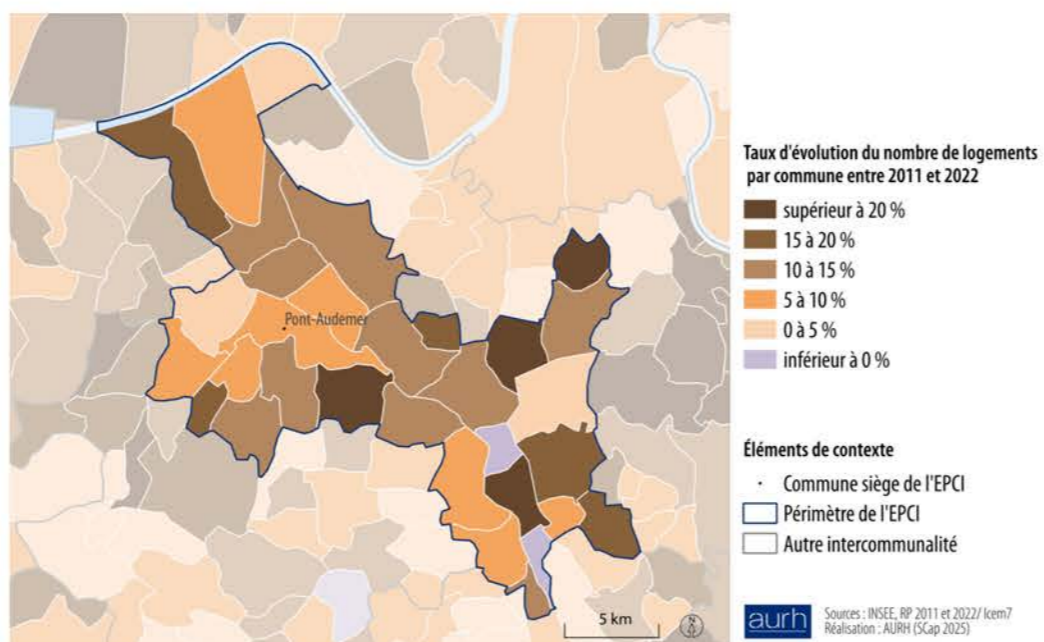 Pont-Audemer
5 km
N
Taux d'évolution du nombre de logements
par commune entre 2011 et 2022
supérieur à 20 %
15 à 20 %
10 à 15 %
5 à 10 %
0 à 5 %
inférieur à 0 %
Éléments de contexte
Commune siège de l'EPCI
Périmètre de l'EPCI
Autre intercommunalité
aurh
Sources : INSEE, RP 2011 et 2022/ lcem7
Réalisation : AURH (SCap 2025)